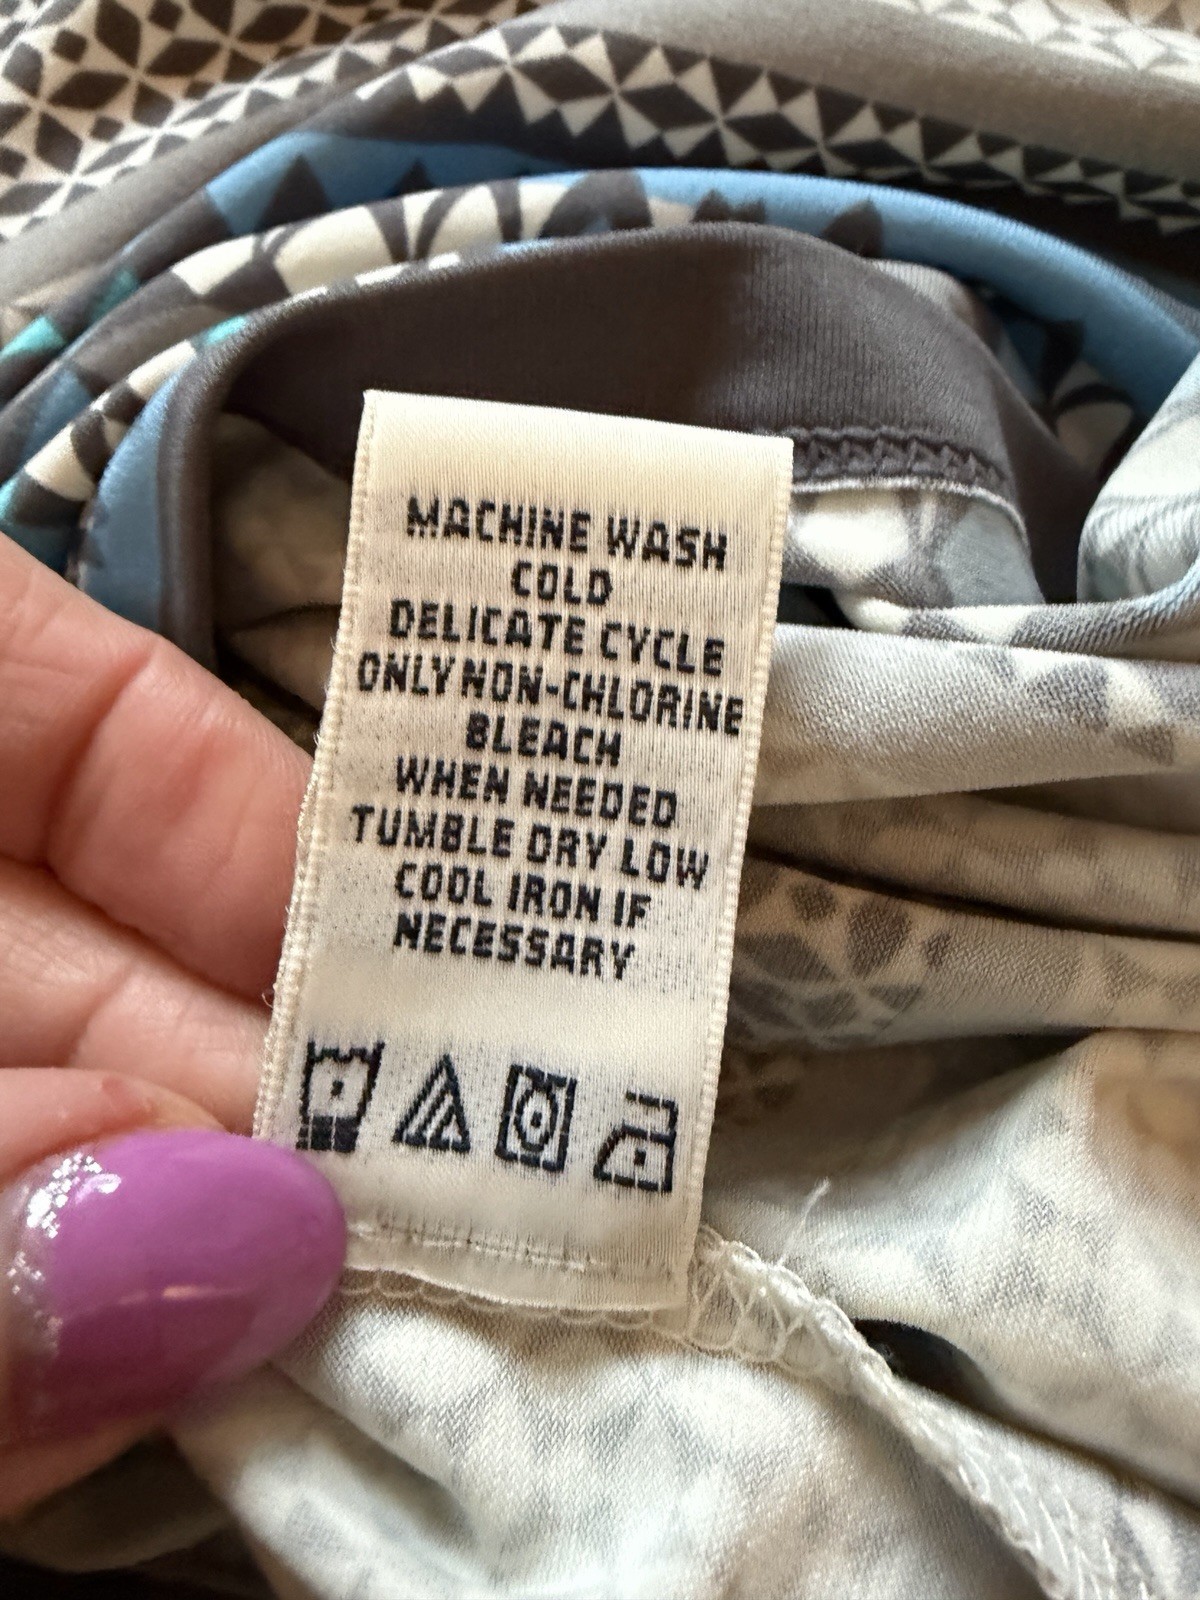 MACHINE WASH
COLD
DELICATE CYCLE
ONLY NON-CHLORINE
BLEACH
WHEN NEEDED
TUMBLE DRY LOW
COOL IRON IF
NECESSARY